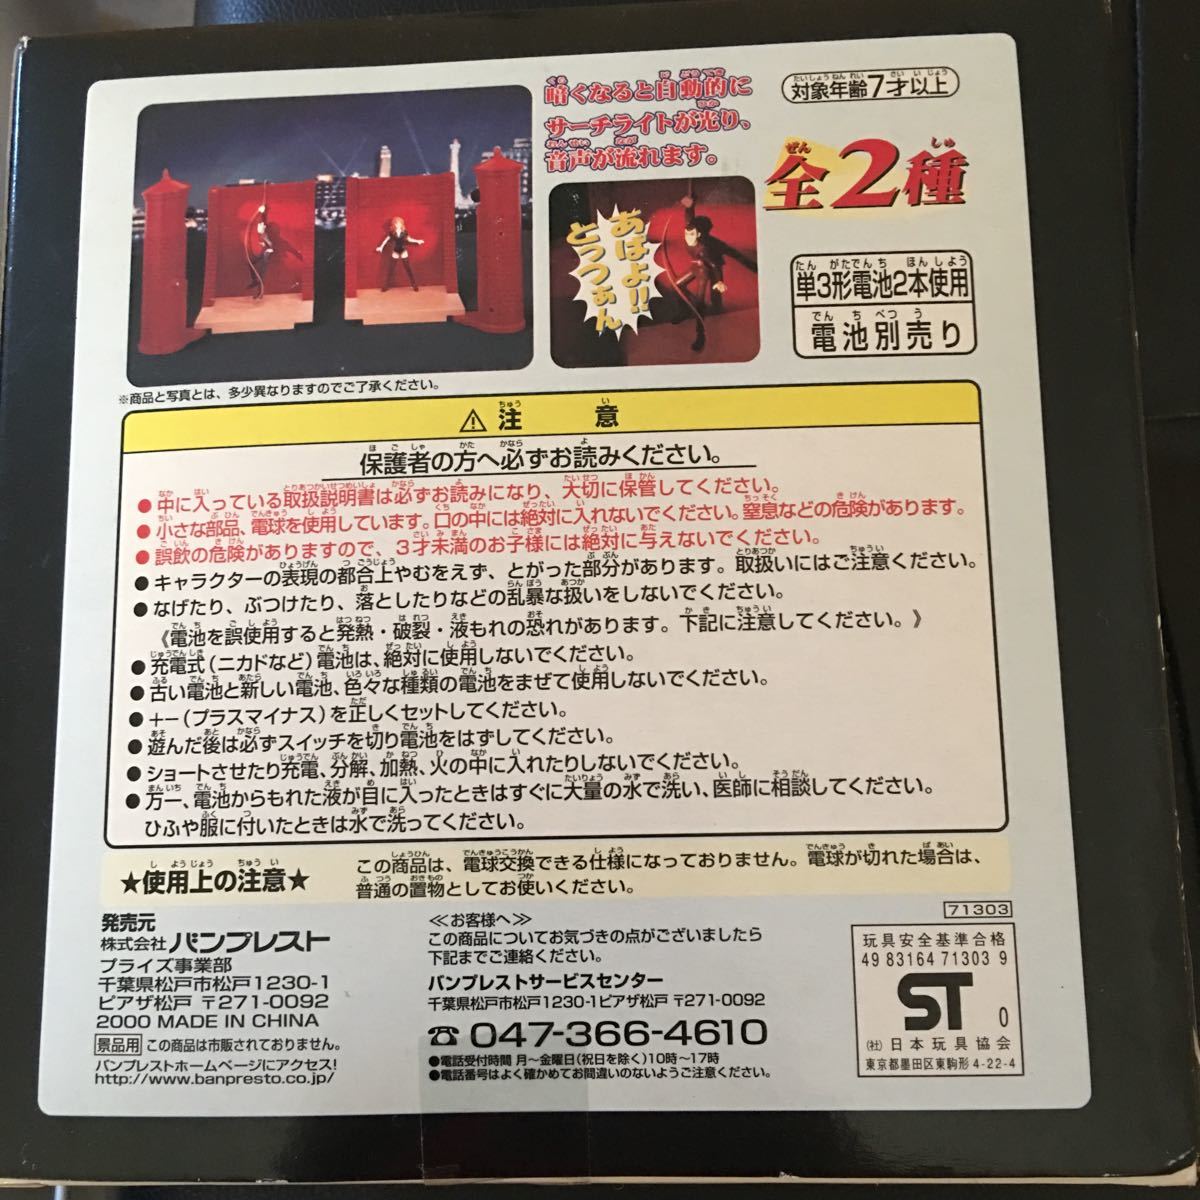 暗くなると自動的に
サーチライトが光り、
音声が流れます。
対象年齢7才以上
全2種
あばよ!!
とっつぁん
単3形電池2本使用
電池別売り
※商品と写真とは、多少異なりますのでご了承ください。
⚠注意
保護者の方へ必ずお読みください。
●中に入っている取扱説明書は必ずお読みになり、大切に保管してください。
●小さな部品、電球を使用しています。口の中には絶対に入れないでください。窒息などの危険があります。
●誤飲の危険がありますので、3才未満のお子様には絶対に与えないでください。
●キャラクターの表現の都合上やむをえず、とがった部分があります。取扱いにはご注意ください。
●なげたり、ぶつけたり、落としたりなどの乱暴な扱いをしないでください。
《電池を誤使用すると発熱・破裂・液もれの恐れがあります。下記に注意してください。》
●充電式(ニカドなど)電池は、絶対に使用しないでください。
●古い電池と新しい電池、色々な種類の電池をまぜて使用しないでください。
●+−(プラスマイナス)を正しくセットしてください。
●遊んだ後は必ずスイッチを切り電池をはずしてください。
●ショートさせたり充電、分解、加熱、火の中に入れたりしないでください。
●万一、電池からもれた液が目に入ったときはすぐに大量の水で洗い、医師に相談してください。
ひふや服に付いたときは水で洗ってください。
★使用上の注意★
この商品は、電球交換できる仕様になっておりません。電球が切れた場合は、
普通の置物としてお使いください。
発売元
株式会社 バンプレスト
プライズ事業部
千葉県松戸市松戸1230-1
ピアザ松戸 〒271-0092
2000 MADE IN CHINA
景品用 この商品は市販されておりません。
バンプレストホームページにアクセス!
http://www.banpresto.co.jp/
≪お客様へ≫
この商品についてお気づきの点がございましたら
下記までご連絡ください。
バンプレストサービスセンター
千葉県松戸市松戸1230-1ピアザ松戸 〒271-0092
☎047-366-4610
●電話受付時間 月〜金曜日(祝日を除く)10時〜17時
●電話番号はよく確かめてお間違いのないようご注意ください。
71303
玩具安全基準合格
49 83164 71303 9
ST
0
(社)日本玩具協会
東京都墨田区東駒形 4-22-4